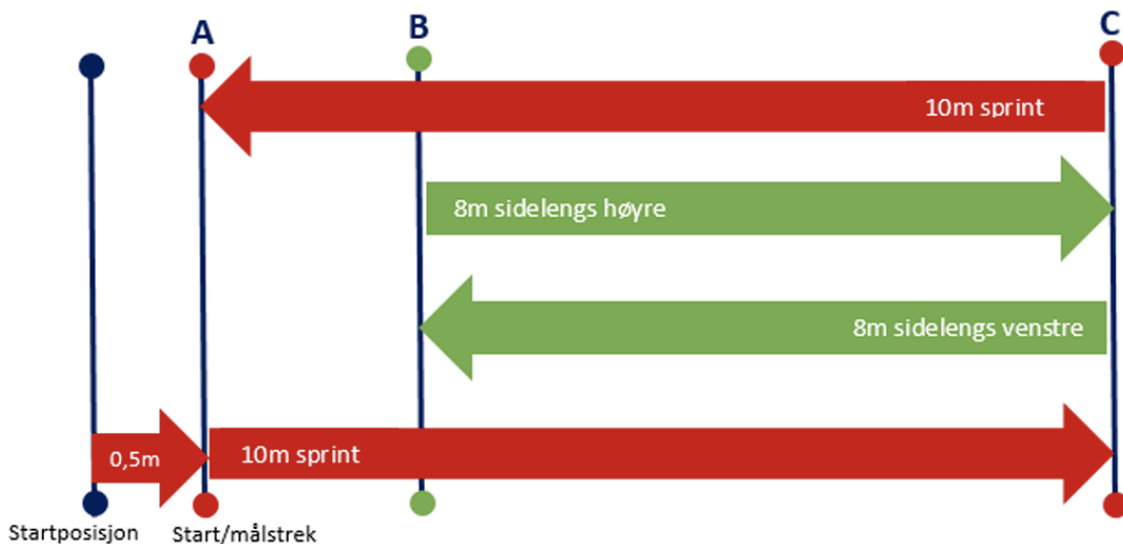 A
B
C
10m sprint
8m sidelengs høyre
8m sidelengs venstre
0,5m
10m sprint
Startposisjon
Start/målstrek